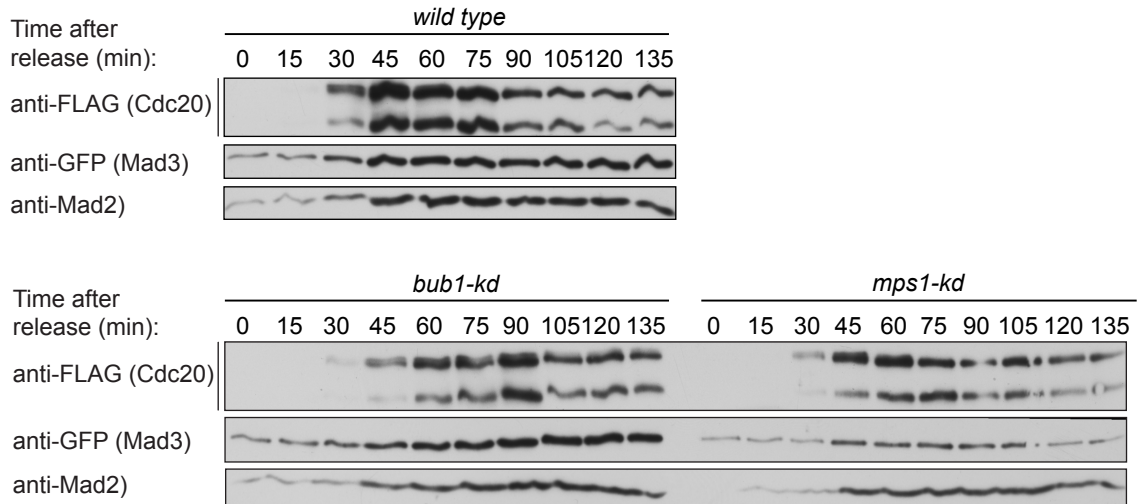 wild type
Time after
release (min):
0 15 30 45 60 75 90 105 120 135
anti-FLAG (Cdc20)
anti-GFP (Mad3)
anti-Mad2)
bub1-kd mps1-kd
Time after
release (min):
0 15 30 45 60 75 90 105 120 135 0 15 30 45 60 75 90 105 120 135
anti-FLAG (Cdc20)
anti-GFP (Mad3)
anti-Mad2)